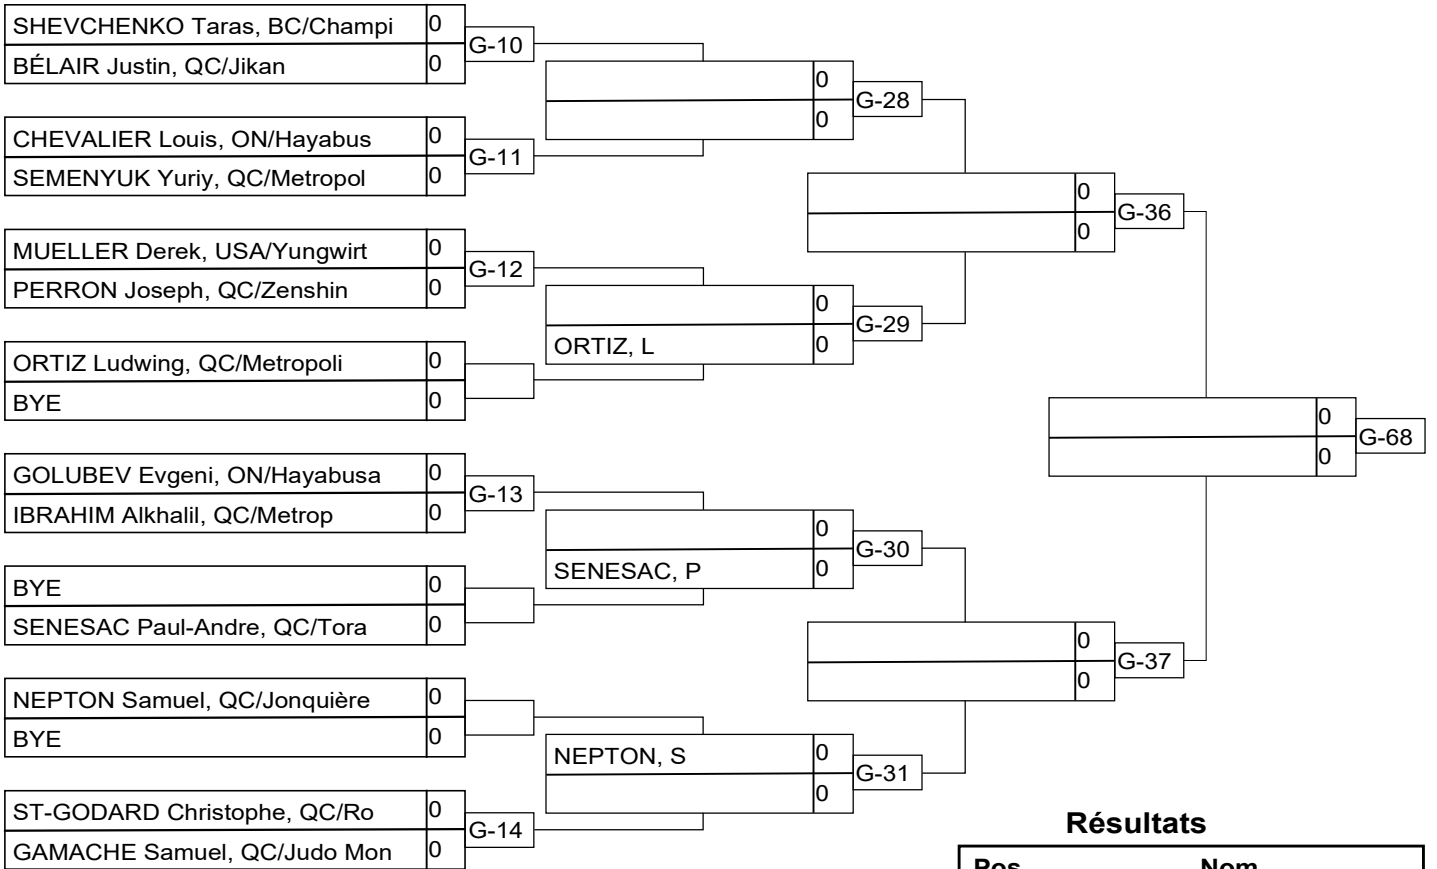 SHEVCHENKO Taras, BC/Champi 0
BÉLAIR Justin, QC/Jikan 0
G-10
CHEVALIER Louis, ON/Hayabus 0
SEMENYUK Yuriy, QC/Metropol 0
G-11
MUELLER Derek, USA/Yungwirt 0
PERRON Joseph, QC/Zenshin 0
G-12
ORTIZ Ludwing, QC/Metropoli 0
BYE 0
GOLUBEV Evgeni, ON/Hayabusa 0
IBRAHIM Alkhalil, QC/Metrop 0
G-13
BYE 0
SENESAC Paul-Andre, QC/Tora 0
NEPTON Samuel, QC/Jonquière 0
BYE 0
ST-GODARD Christophe, QC/Ro 0
GAMACHE Samuel, QC/Judo Mon 0
G-14
0
0
G-28
0
ORTIZ, L 0
G-29
0
SENESAC, P 0
G-30
NEPTON, S 0
0
G-31
0
0
G-36
0
0
G-37
0
0
G-68
Résultats
Pos Nom